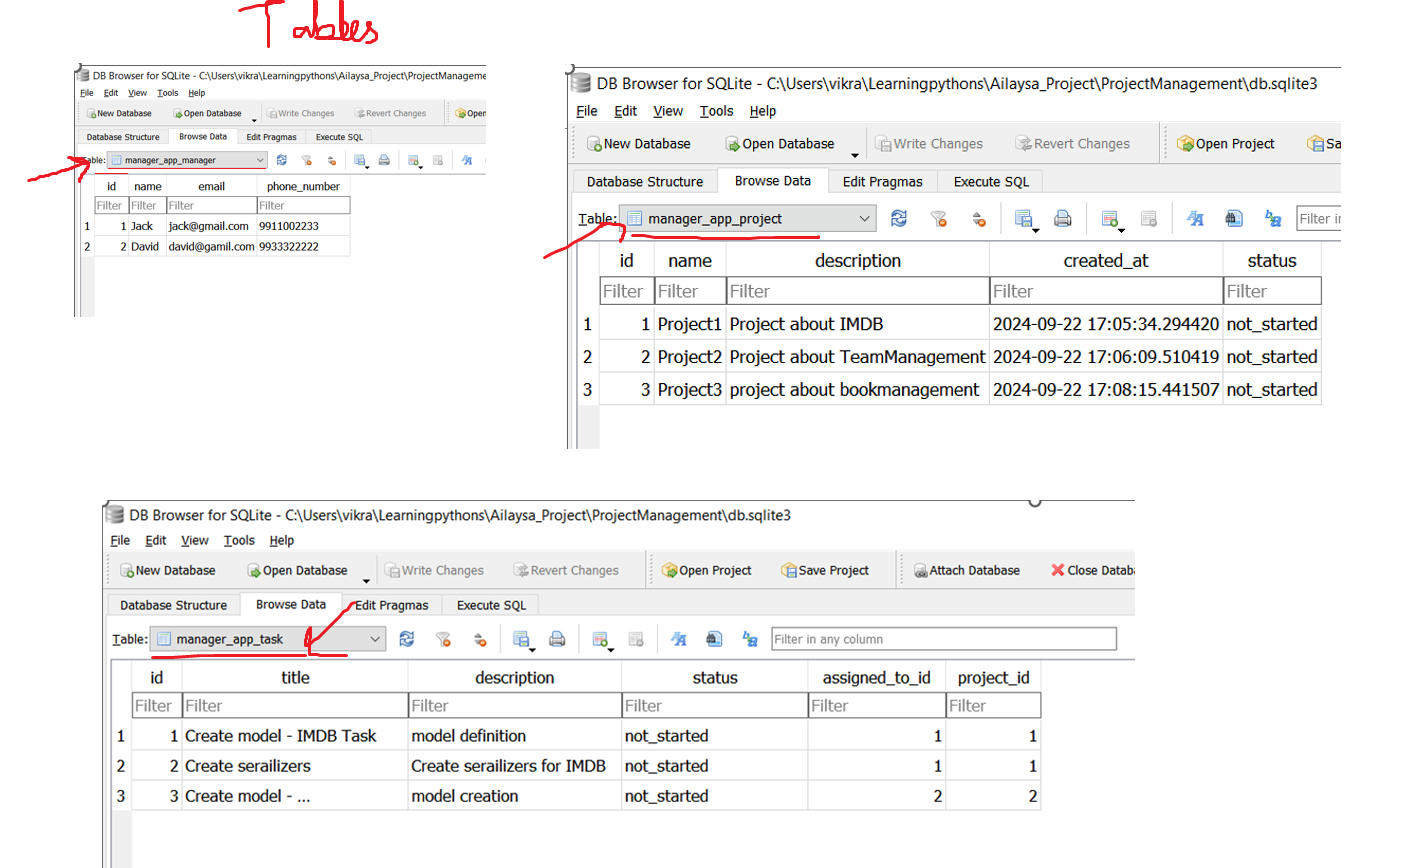 Tables
DB Browser for SQLite - C:\Users\vikra\Learningpythons\Ailaysa_Project\ProjectManageme
File Edit View Tools Help
New Database Open Database Write Changes Revert Changes Open
Database Structure Browse Data Edit Pragmas Execute SQL
Table: manager_app_manager
id name email phone_number
Filter Filter Filter Filter
1 1 Jack jack@gmail.com 9911002233
2 2 David david@gamil.com 9933322222
DB Browser for SQLite - C:\Users\vikra\Learningpythons\Ailaysa_Project\ProjectManagement\db.sqlite3
File Edit View Tools Help
New Database Open Database Write Changes Revert Changes Open Project Sa
Database Structure Browse Data Edit Pragmas Execute SQL
Table: manager_app_project Filter in
id name description created_at status
Filter Filter Filter Filter Filter
1 1 Project1 Project about IMDB 2024-09-22 17:05:34.294420 not_started
2 2 Project2 Project about TeamManagement 2024-09-22 17:06:09.510419 not_started
3 3 Project3 project about bookmanagement 2024-09-22 17:08:15.441507 not_started
DB Browser for SQLite - C:\Users\vikra\Learningpythons\Ailaysa_Project\ProjectManagement\db.sqlite3
File Edit View Tools Help
New Database Open Database Write Changes Revert Changes Open Project Save Project Attach Database Close Databa
Database Structure Browse Data Edit Pragmas Execute SQL
Table: manager_app_task Filter in any column
id title description status assigned_to_id project_id
Filter Filter Filter Filter Filter Filter
1 1 Create model - IMDB Task model definition not_started 1 1
2 2 Create serailizers Create serailizers for IMDB not_started 1 1
3 3 Create model - ... model creation not_started 2 2